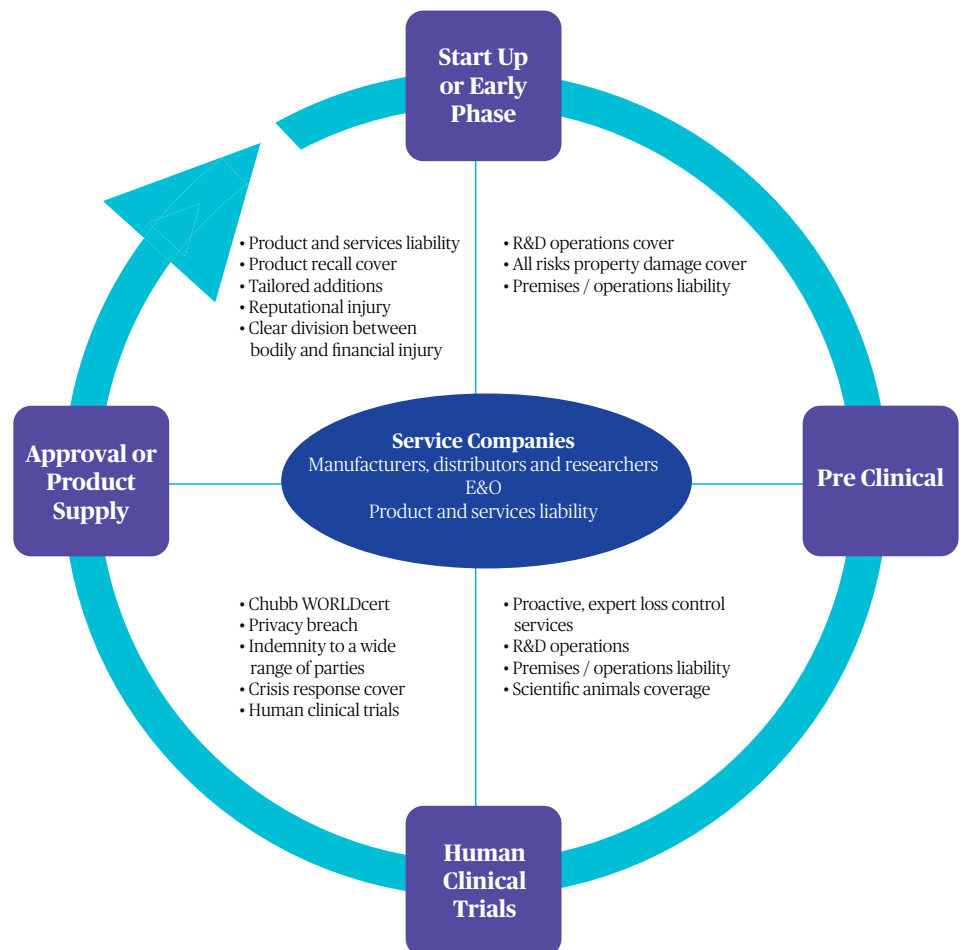 Start Up
or Early
Phase
• Product and services liability
• Product recall cover
• Tailored additions
• Reputational injury
• Clear division between
bodily and financial injury
• R&D operations cover
• All risks property damage cover
• Premises / operations liability
Approval or
Product
Supply
Service Companies
Manufacturers, distributors and researchers
E&O
Product and services liability
Pre Clinical
• Chubb WORLDcert
• Privacy breach
• Indemnity to a wide
range of parties
• Crisis response cover
• Human clinical trials
• Proactive, expert loss control
services
• R&D operations
• Premises / operations liability
• Scientific animals coverage
Human
Clinical
Trials